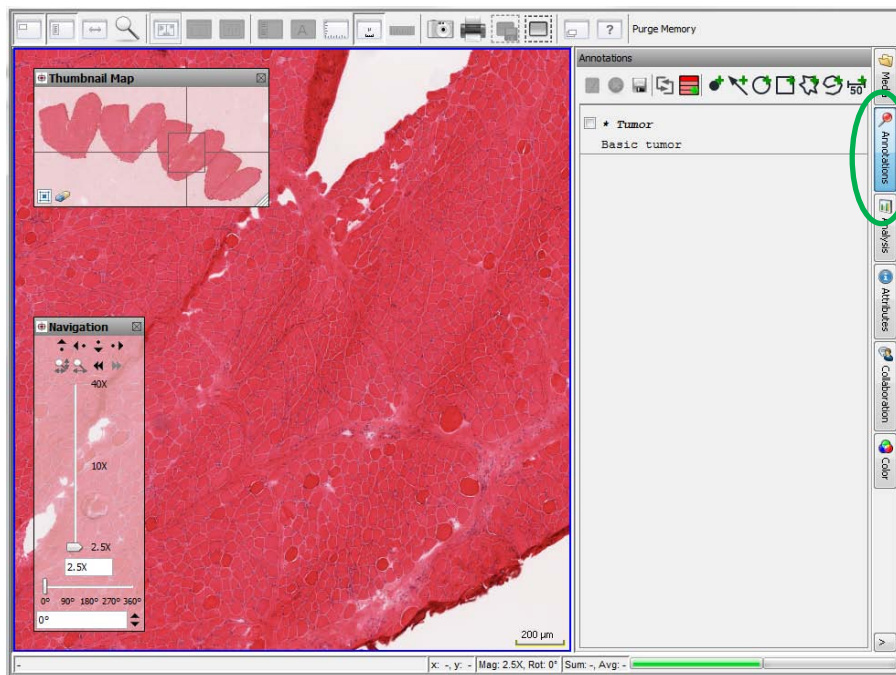 Purge Memory
Annotations
50
* Tumor
Basic tumor
Thumbnail Map
Navigation
40X
10X
2.5X
2.5X
0° 90° 180° 270° 360°
0°
200 µm
Annotations
Analysis
Attributes
Collaboration
Color
>
-
x: -, y: -
Mag: 2.5X, Rot: 0°
Sum: -, Avg: -